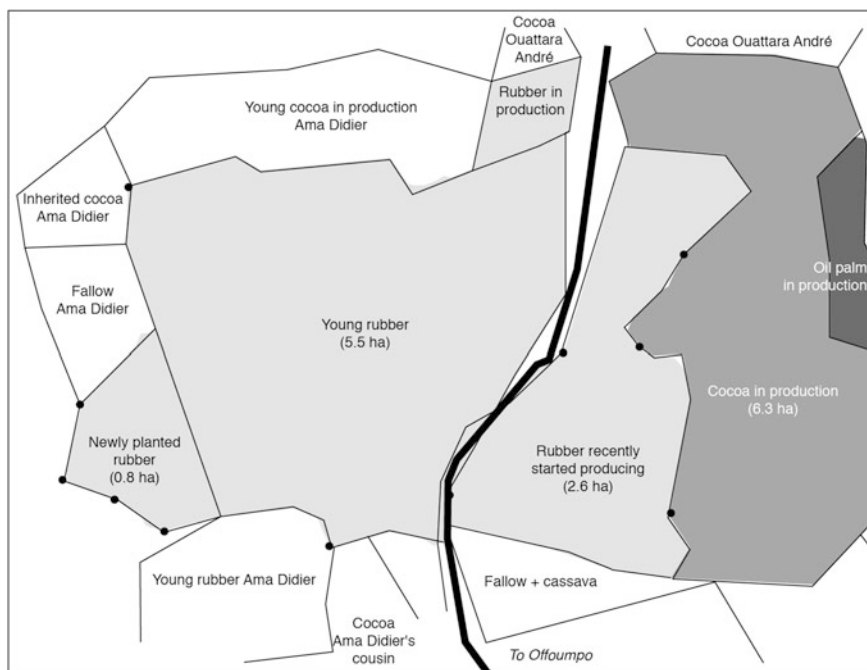 Cocoa
Ouattara
André
Cocoa Ouattara André
Rubber in
production
Young cocoa in production
Ama Didier
Inherited cocoa
Ama Didier
Fallow
Ama Didier
Oil palm
in production
Young rubber
(5.5 ha)
Cocoa in production
(6.3 ha)
Newly planted
rubber
(0.8 ha)
Rubber recently
started producing
(2.6 ha)
Young rubber Ama Didier
Fallow + cassava
Cocoa
Ama Didier's
cousin
To Offoumpo